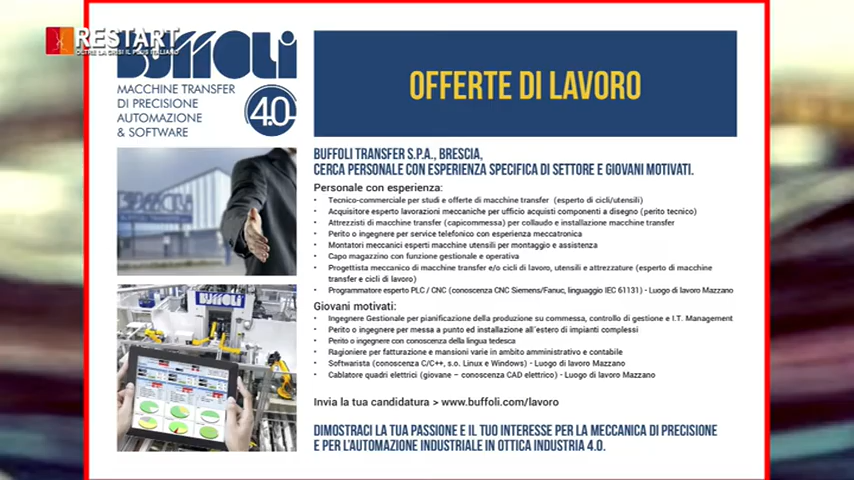 RESTART
OLTRE LA CRISI IL PLUS ITALIANO
BUFFOLI
MACCHINE TRANSFER
DI PRECISIONE
AUTOMAZIONE
& SOFTWARE
4.0
OFFERTE DI LAVORO
BUFFOLI TRANSFER S.P.A., BRESCIA,
CERCA PERSONALE CON ESPERIENZA SPECIFICA DI SETTORE E GIOVANI MOTIVATI.
Personale con esperienza:
• Tecnico-commerciale per studi e offerte di macchine transfer (esperto di cicli/utensili)
• Acquisitore esperto lavorazioni meccaniche per ufficio acquisti componenti a disegno (perito tecnico)
• Attrezzisti di macchine transfer (capicommessa) per collaudo e installazione macchine transfer
• Perito o ingegnere per service telefonico con esperienza meccatronica
• Montatori meccanici esperti macchine utensili per montaggio e assistenza
• Capo magazzino con funzione gestionale e operativa
• Progettista meccanico di macchine transfer e/o cicli di lavoro, utensili e attrezzature (esperto di macchine
transfer e cicli di lavoro)
• Programmatore esperto PLC / CNC (conoscenza CNC Siemens/Fanuc, linguaggio IEC 61131) - Luogo di lavoro Mazzano
Giovani motivati:
• Ingegnere Gestionale per pianificazione della produzione su commessa, controllo di gestione e I.T. Management
• Perito o ingegnere per messa a punto ed installazione all´estero di impianti complessi
• Perito o ingegnere con conoscenza della lingua tedesca
• Ragioniere per fatturazione e mansioni varie in ambito amministrativo e contabile
• Softwarista (conoscenza C/C++, s.o. Linux e Windows) - Luogo di lavoro Mazzano
• Cablatore quadri elettrici (giovane – conoscenza CAD elettrico) - Luogo di lavoro Mazzano
Invia la tua candidatura > www.buffoli.com/lavoro
DIMOSTRACI LA TUA PASSIONE E IL TUO INTERESSE PER LA MECCANICA DI PRECISIONE
E PER L'AUTOMAZIONE INDUSTRIALE IN OTTICA INDUSTRIA 4.0.
BUFFOLI